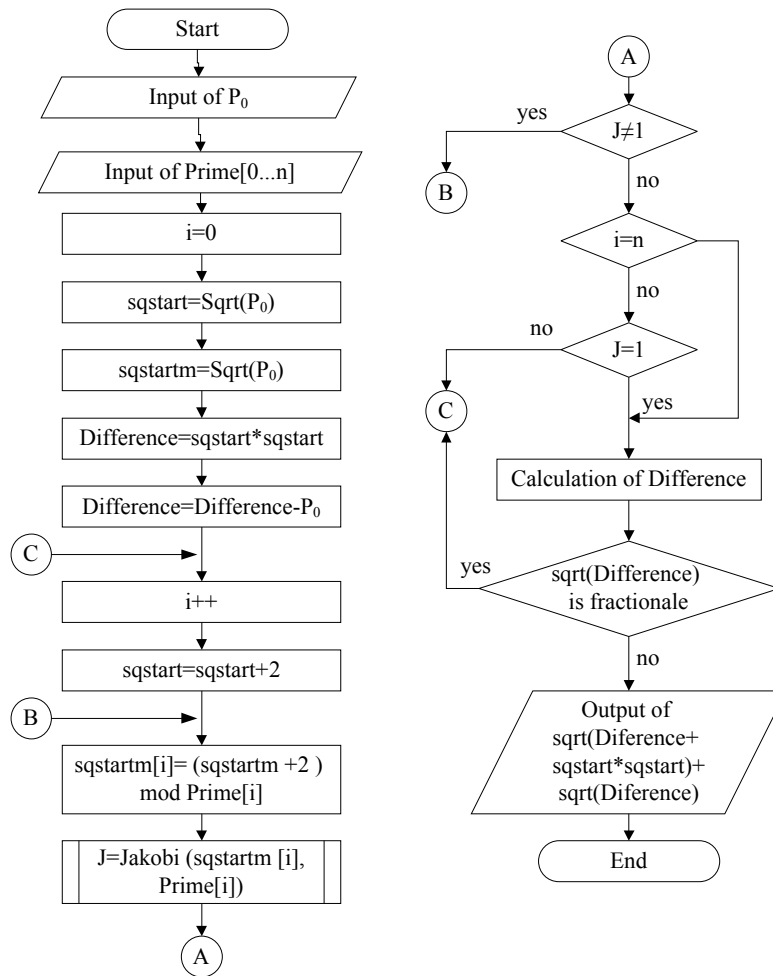 Start
Input of P₀
Input of Prime[0...n]
i=0
sqstart=Sqrt(P₀)
sqstartm=Sqrt(P₀)
Difference=sqstart*sqstart
Difference=Difference-P₀
C
i++
sqstart=sqstart+2
B
sqstartm[i]= (sqstartm +2 )
mod Prime[i]
J=Jakobi (sqstartm [i],
Prime[i])
A
A
yes
J≠1
B
no
i=n
no
no
J=1
C
yes
Calculation of Difference
yes
sqrt(Difference)
is fractionale
no
Output of
sqrt(Diference+
sqstart*sqstart)+
sqrt(Diference)
End